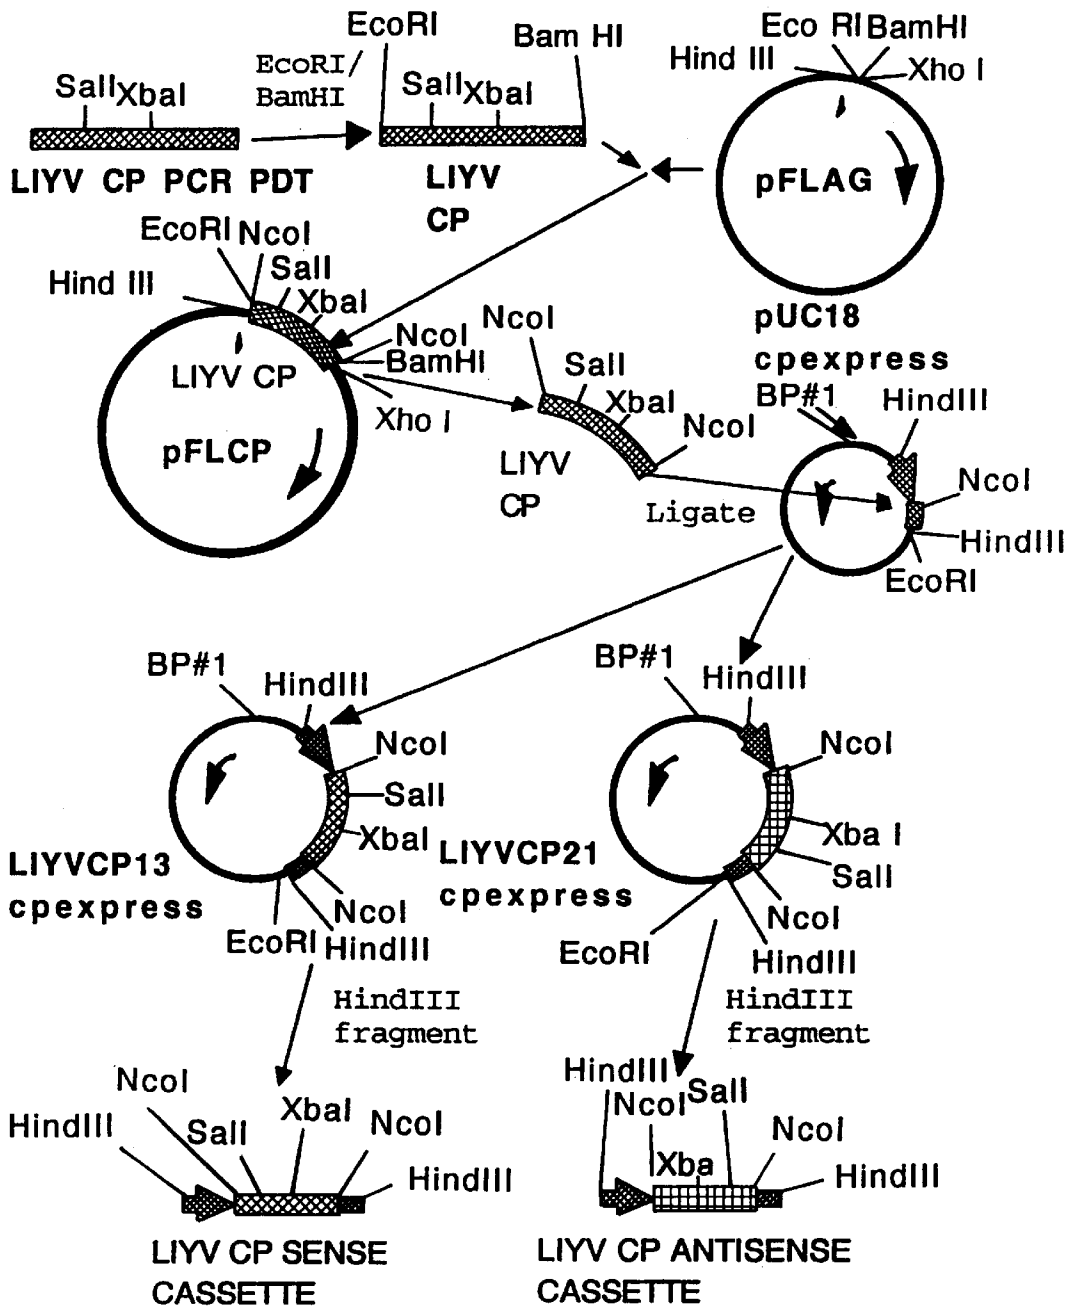 EcoRI
Bam HI
Eco RI BamHI
Hind III
Xho I
EcoRI/
BamHI
SalI XbaI
SalI XbaI
LIYV CP PCR PDT
LIYV
CP
pFLAG
EcoRI NcoI
SalI
Hind III
XbaI
NcoI
BamHI
LIYV CP
Xho I
pFLCP
NcoI
SalI
XbaI
NcoI
LIYV
CP
Ligate
pUC18
cpexpress
BP#1
HindIII
NcoI
HindIII
EcoRI
BP#1
HindIII
NcoI
SalI
XbaI
LIYVCP13
cpexpress
NcoI
EcoRI HindIII
BP#1
HindIII
NcoI
Xba I
SalI
LIYVCP21
cpexpress
NcoI
EcoRI
HindIII
HindIII
fragment
HindIII
fragment
NcoI
XbaI
HindIII
SalI
NcoI
HindIII
LIYV CP SENSE
CASSETTE
HindIII
NcoI
SalI
NcoI
Xba
HindIII
LIYV CP ANTISENSE
CASSETTE